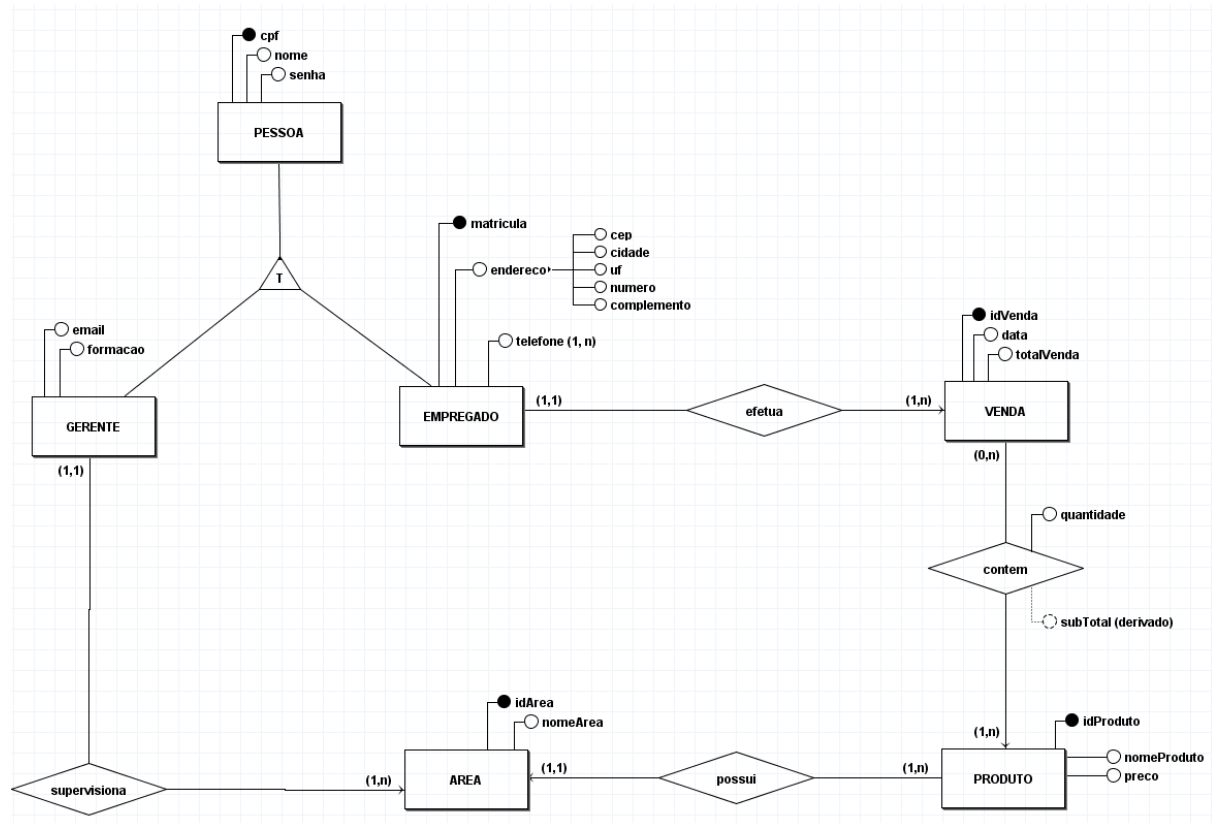 cpf
nome
senha
PESSOA
T
matricula
endereco
cep
cidade
uf
numero
complemento
telefone (1, n)
email
formacao
GERENTE
(1,1)
EMPREGADO
(1,1)
efetua
(1,n)
idVenda
data
totalVenda
VENDA
(0,n)
quantidade
contem
subTotal (derivado)
(1,n)
idProduto
nomeProduto
preco
PRODUTO
(1,n)
possui
(1,1)
idArea
nomeArea
AREA
(1,n)
supervisiona